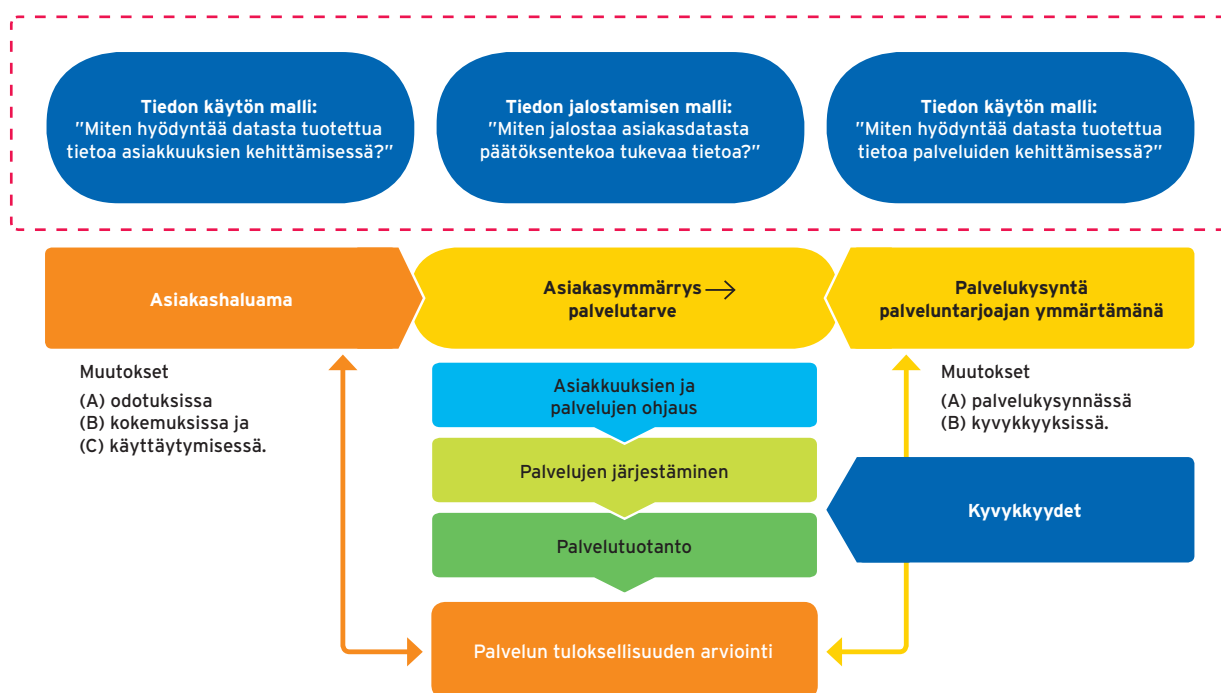 Tiedon käytön malli:
”Miten hyödyntää datasta tuotettua
tietoa asiakkuuksien kehittämisessä?”
Tiedon jalostamisen malli:
”Miten jalostaa asiakasdatasta
päätöksentekoa tukevaa tietoa?”
Tiedon käytön malli:
”Miten hyödyntää datasta tuotettua
tietoa palveluiden kehittämisessä?”
Asiakashaluama
Asiakasymmärrys →
palvelutarve
Palvelukysyntä
palveluntarjoajan ymmärtämänä
Muutokset
(A) odotuksissa
(B) kokemuksissa ja
(C) käyttäytymisessä.
Asiakkuuksien ja
palvelujen ohjaus
Palvelujen järjestäminen
Palvelutuotanto
Palvelun tuloksellisuuden arviointi
Muutokset
(A) palvelukysynnässä
(B) kyvykkyyksissä.
Kyvykkyydet